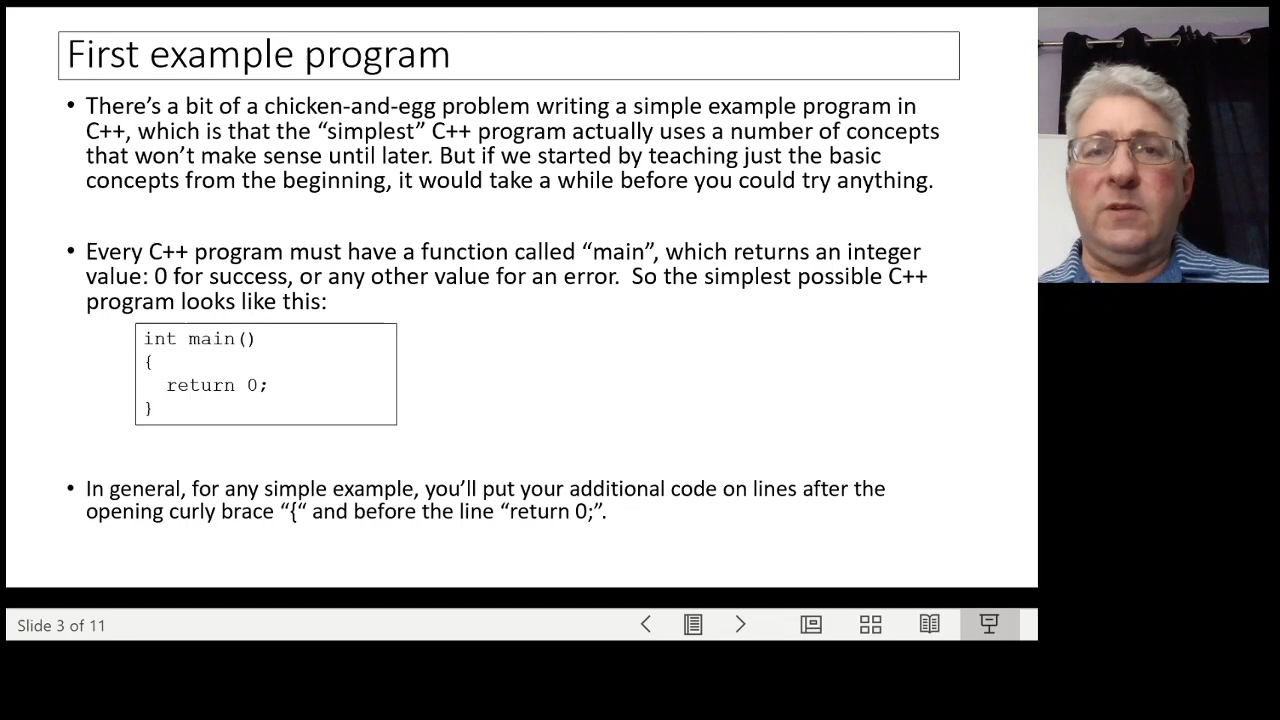 First example program
• There’s a bit of a chicken-and-egg problem writing a simple example program in
C++, which is that the “simplest” C++ program actually uses a number of concepts
that won’t make sense until later. But if we started by teaching just the basic
concepts from the beginning, it would take a while before you could try anything.
• Every C++ program must have a function called “main”, which returns an integer
value: 0 for success, or any other value for an error.  So the simplest possible C++
program looks like this:
int main()
{
  return 0;
}
• In general, for any simple example, you’ll put your additional code on lines after the
opening curly brace “{“ and before the line “return 0;”.
Slide 3 of 11